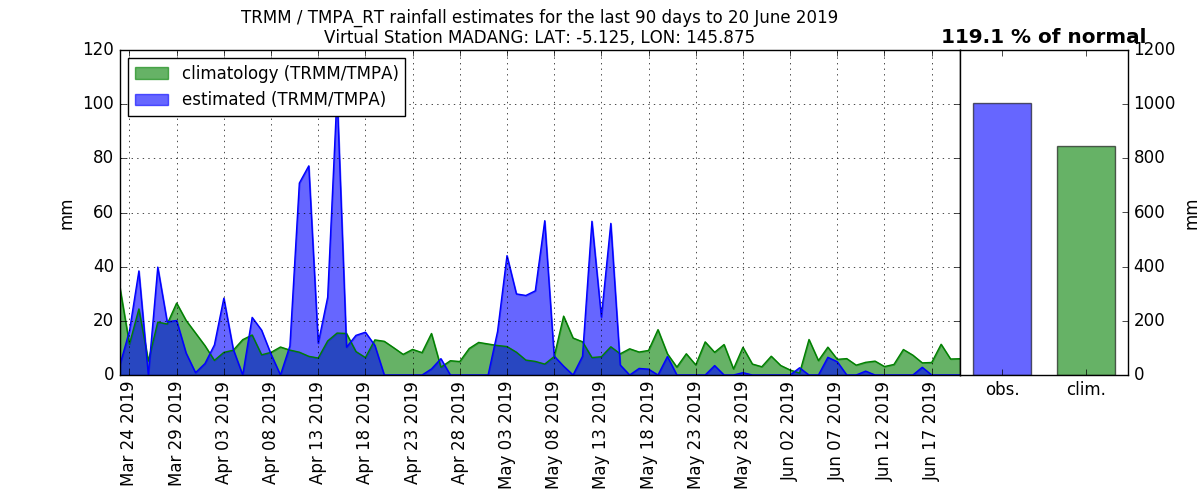 TRMM / TMPA_RT rainfall estimates for the last 90 days to 20 June 2019
Virtual Station MADANG: LAT: -5.125, LON: 145.875
119.1 % of normal
climatology (TRMM/TMPA)
estimated (TRMM/TMPA)
120
100
80
60
40
20
0
mm
Mar 24 2019
Mar 29 2019
Apr 03 2019
Apr 08 2019
Apr 13 2019
Apr 18 2019
Apr 23 2019
Apr 28 2019
May 03 2019
May 08 2019
May 13 2019
May 18 2019
May 23 2019
May 28 2019
Jun 02 2019
Jun 07 2019
Jun 12 2019
Jun 17 2019
obs.
clim.
1200
1000
800
600
400
200
0
mm